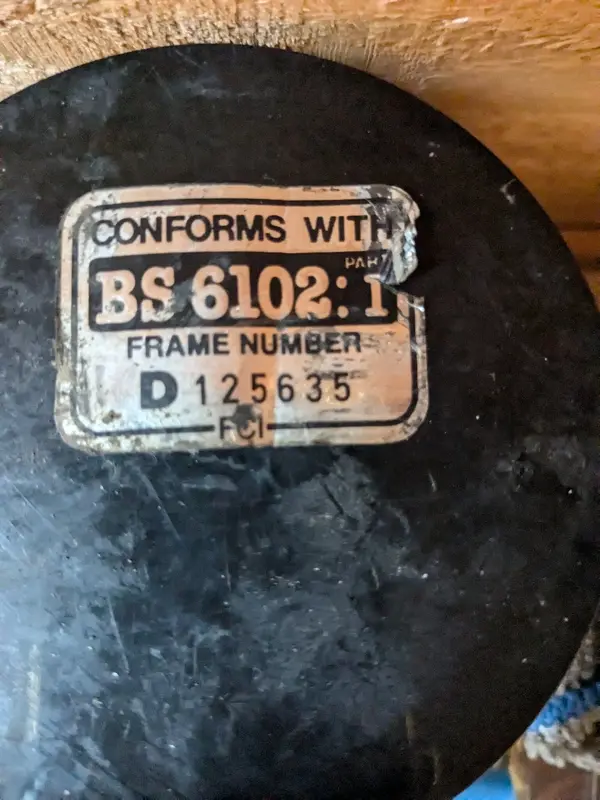 CONFORMS WITH
PART
BS 6102: 1
FRAME NUMBER
D 125635
FCI